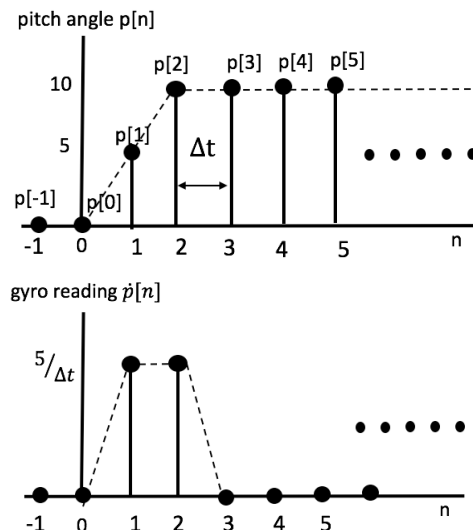 pitch angle p[n]
p[2] p[3] p[4] p[5]
10
p[1]
5
Δt
p[-1] p[0]
-1 0 1 2 3 4 5 n
gyro reading ṗ[n]
5/Δt
-1 0 1 2 3 4 5 n